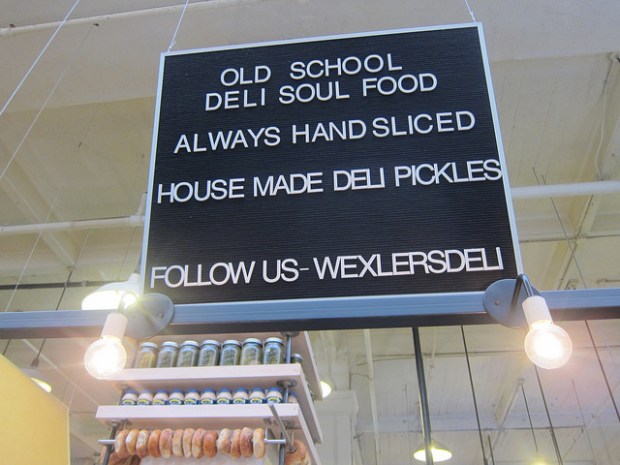 OLD SCHOOL
DELI SOUL FOOD
ALWAYS HAND SLICED
HOUSE MADE DELI PICKLES
FOLLOW US-WEXLERSDELI